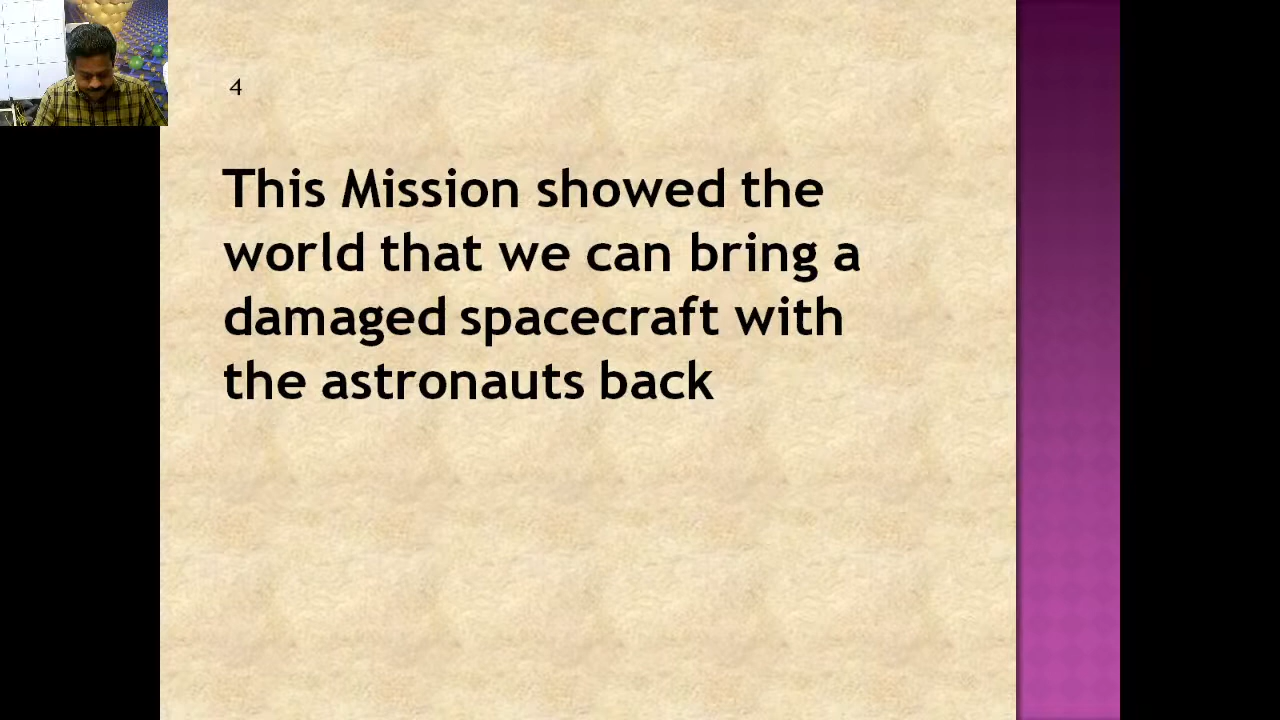 4
This Mission showed the
world that we can bring a
damaged spacecraft with
the astronauts back